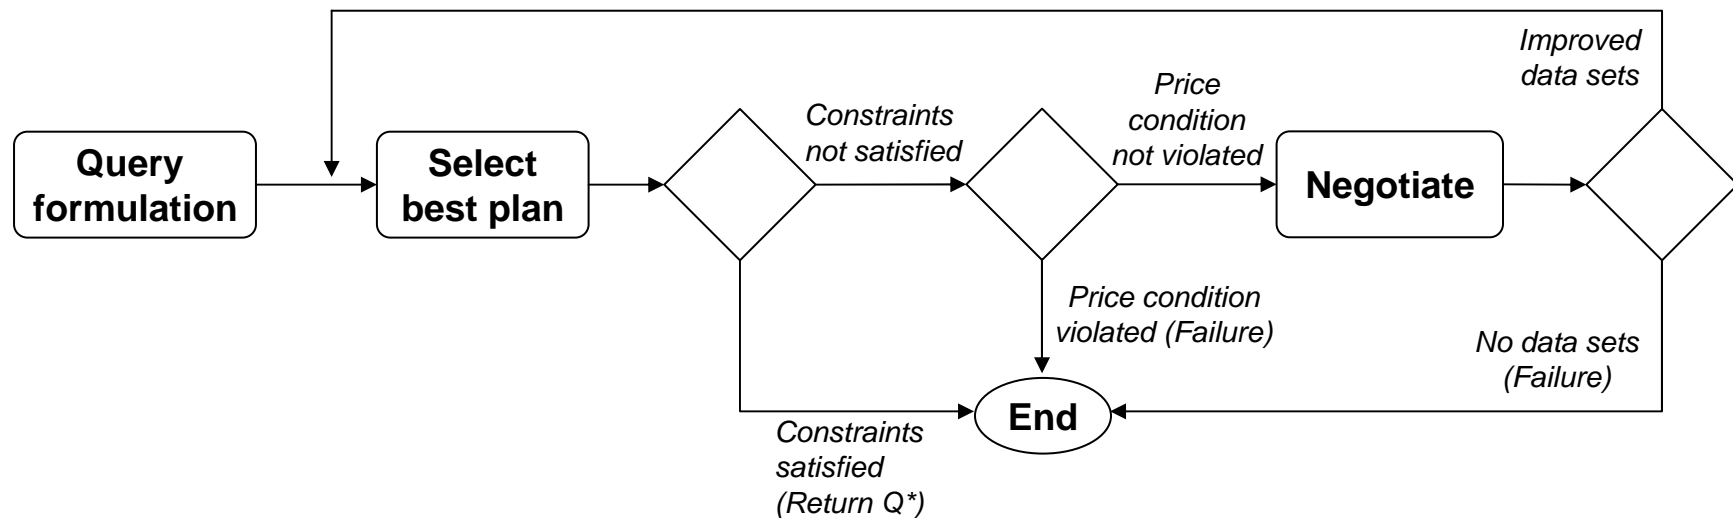 Query
formulation
Select
best plan
Constraints
not satisfied
Constraints
satisfied
(Return Q*)
Price
condition
not violated
Price condition
violated (Failure)
Negotiate
Improved
data sets
No data sets
(Failure)
End